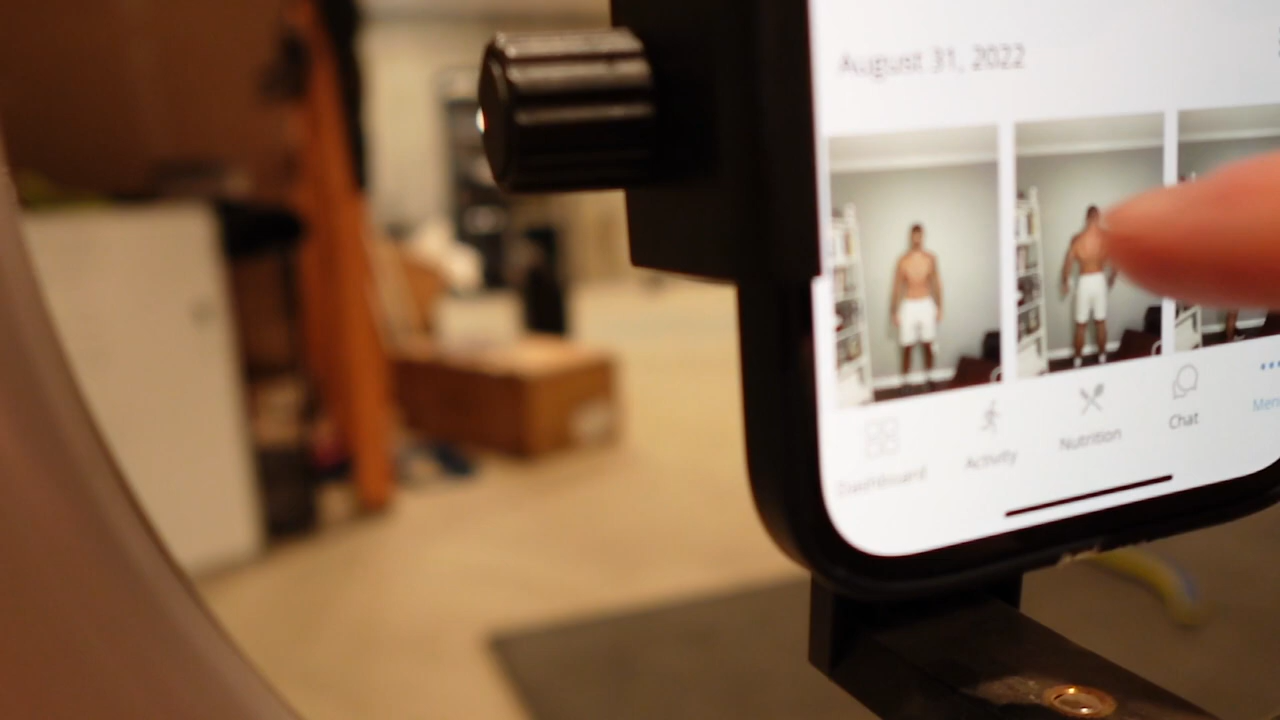 August 31, 2022
Dashboard
Activity
Nutrition
Chat